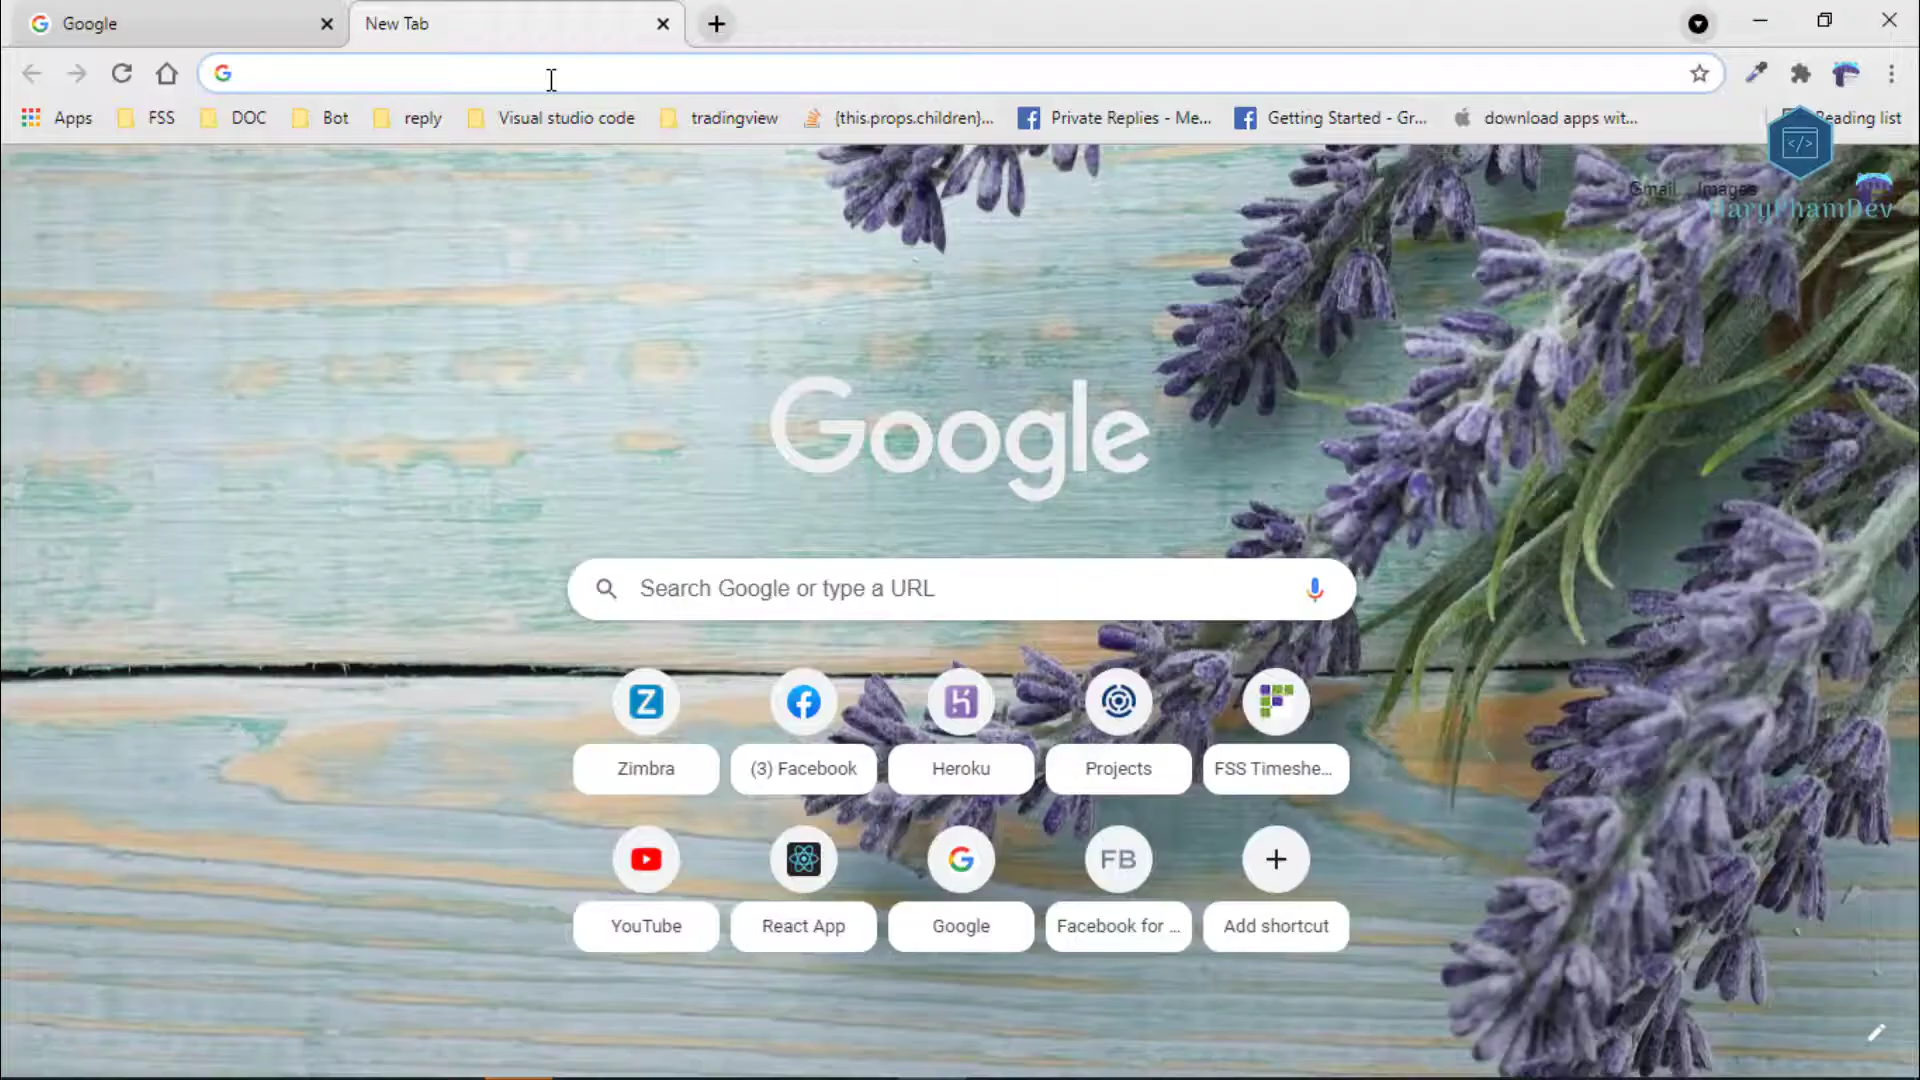 Google
New Tab
Apps FSS DOC Bot reply Visual studio code tradingview {this.props.children}... Private Replies - Me... Getting Started - Gr... download apps wit... Reading list
Gmail Images
HaryPhamDev
Google
Search Google or type a URL
Zimbra (3) Facebook Heroku Projects FSS Timeshe...
FB
YouTube React App Google Facebook for ... Add shortcut